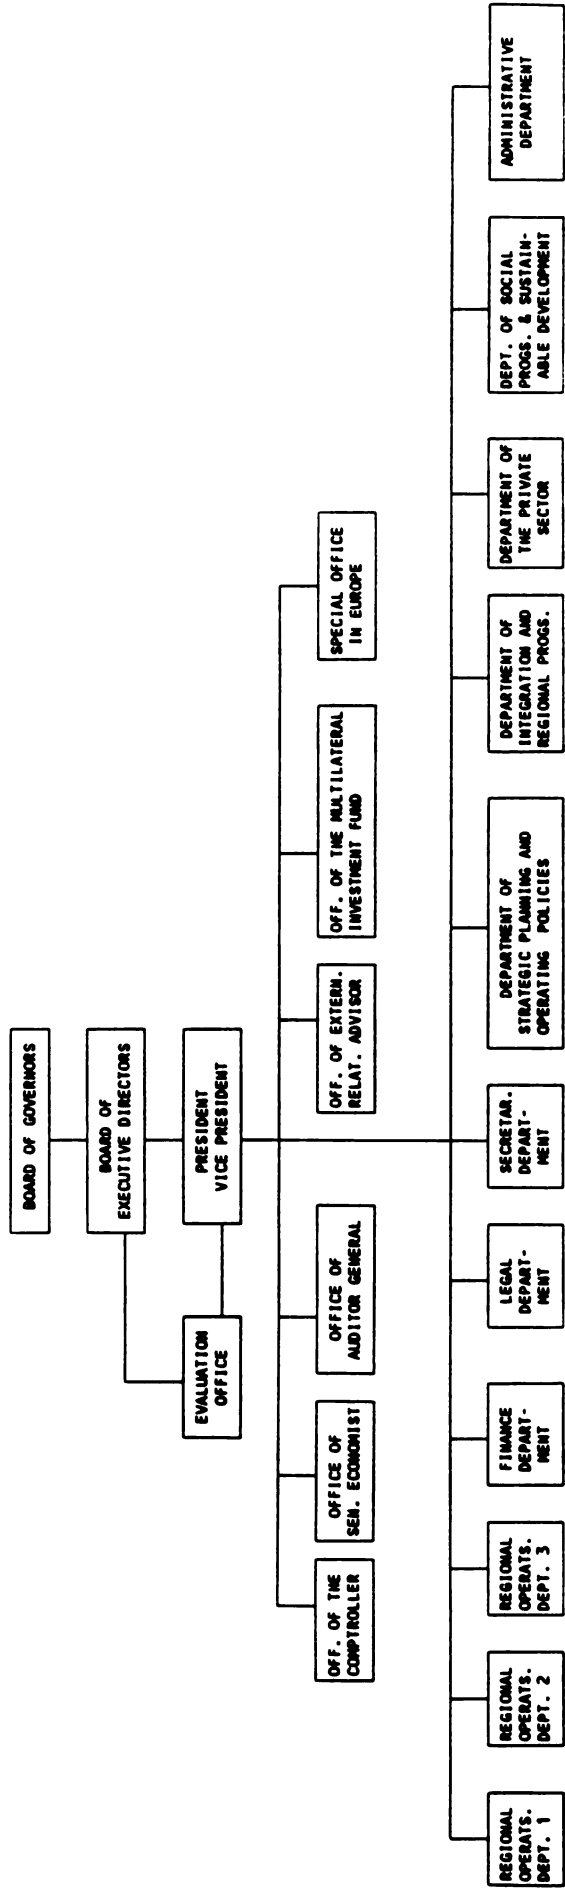 BOARD OF GOVERNORS
BOARD OF
EXECUTIVE DIRECTORS
PRESIDENT
VICE PRESIDENT
EVALUATION
OFFICE
OFF. OF THE
COMPTROLLER
OFFICE OF
SEN. ECONOMIST
OFFICE OF
AUDITOR GENERAL
OFF. OF EXTERN.
RELAT. ADVISOR
OFF. OF THE MULTILATERAL
INVESTMENT FUND
SPECIAL OFFICE
IN EUROPE
REGIONAL
OPERATS.
DEPT. 1
REGIONAL
OPERATS.
DEPT. 2
REGIONAL
OPERATS.
DEPT. 3
FINANCE
DEPART-
MENT
LEGAL
DEPART-
MENT
SECRETAR.
DEPART-
MENT
DEPARTMENT OF
STRATEGIC PLANNING AND
OPERATING POLICIES
DEPARTMENT OF
INTEGRATION AND
REGIONAL PROGS.
DEPARTMENT OF
THE PRIVATE
SECTOR
DEPT. OF SOCIAL
PROGS. & SUSTAIN-
ABLE DEVELOPMENT
ADMINISTRATIVE
DEPARTMENT